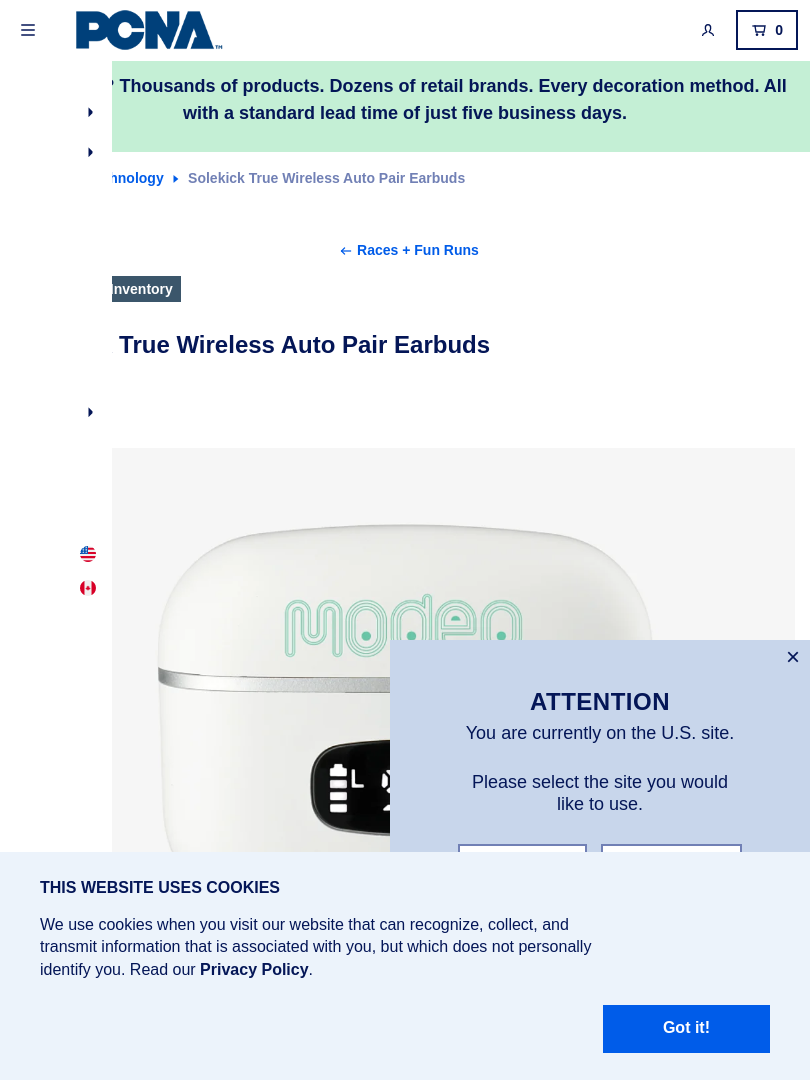 PCNA™
0
? Thousands of products. Dozens of retail brands. Every decoration method. All
with a standard lead time of just five business days.
hnology Solekick True Wireless Auto Pair Earbuds
Races + Fun Runs
Inventory
True Wireless Auto Pair Earbuds
modeo
L
ATTENTION
You are currently on the U.S. site.
Please select the site you would
like to use.
THIS WEBSITE USES COOKIES
We use cookies when you visit our website that can recognize, collect, and
transmit information that is associated with you, but which does not personally
identify you. Read our Privacy Policy.
Got it!